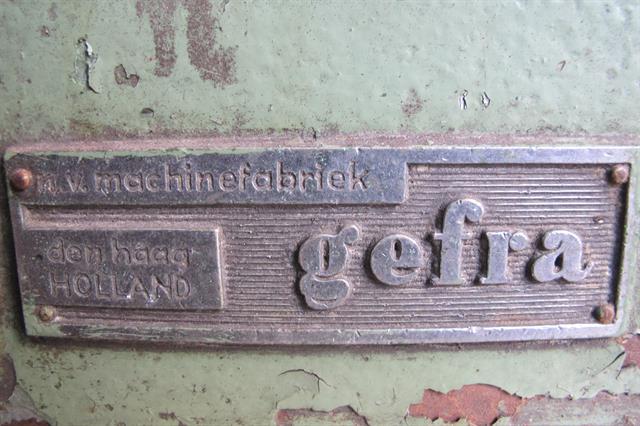 n.v. machinefabriek
den haag
HOLLAND
gefra